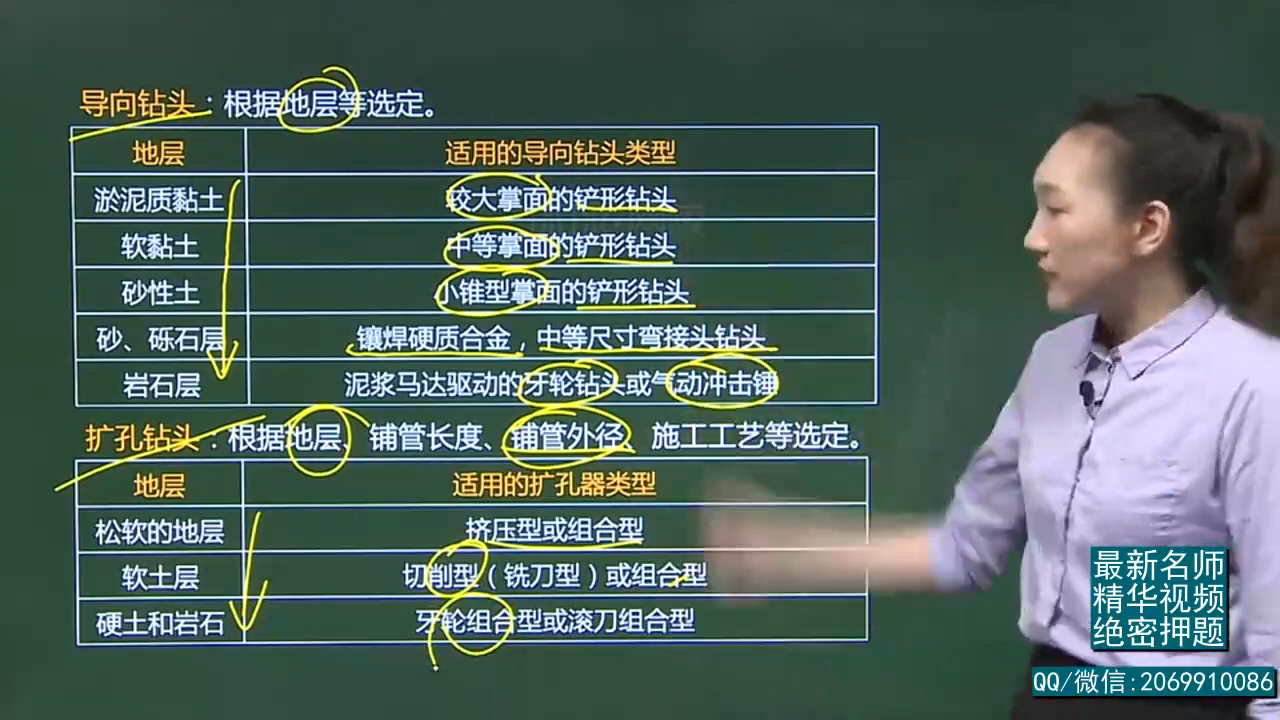 导向钻头：根据地层等选定。
地层 适用的导向钻头类型
淤泥质黏土 较大掌面的铲形钻头
软黏土 中等掌面的铲形钻头
砂性土 小锥型掌面的铲形钻头
砂、砾石层 镶焊硬质合金，中等尺寸弯接头钻头
岩石层 泥浆马达驱动的牙轮钻头或气动冲击锤
扩孔钻头：根据地层、铺管长度、铺管外径、施工工艺等选定。
地层 适用的扩孔器类型
松软的地层 挤压型或组合型
软土层 切削型（铣刀型）或组合型
硬土和岩石 牙轮组合型或滚刀组合型
最新名师
精华视频
绝密押题
QQ/微信:2069910086